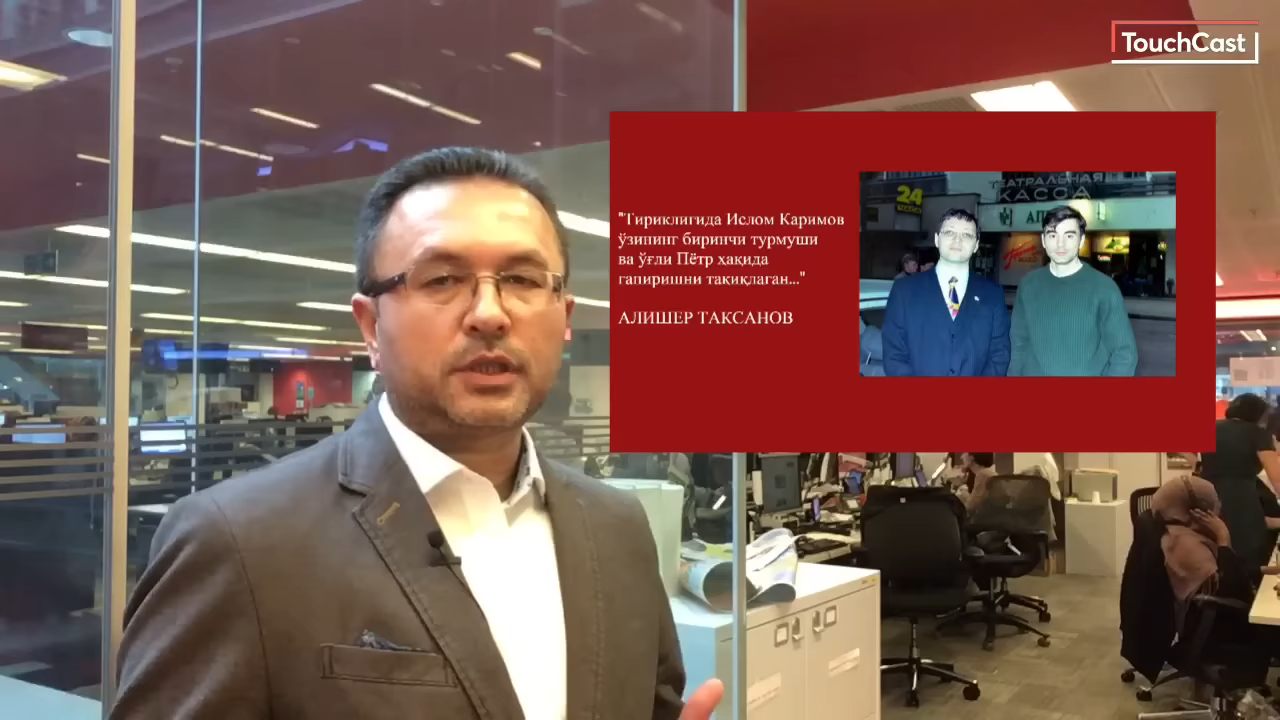 TouchCast
"Тириклигида Ислом Каримов
ўзининг биринчи турмуши
ва ўғли Пётр ҳақида
гапиришни тақиқлаган..."
АЛИШЕР ТАКСАНОВ
ТЕАТРАЛЬНАЯ
КАССА
24